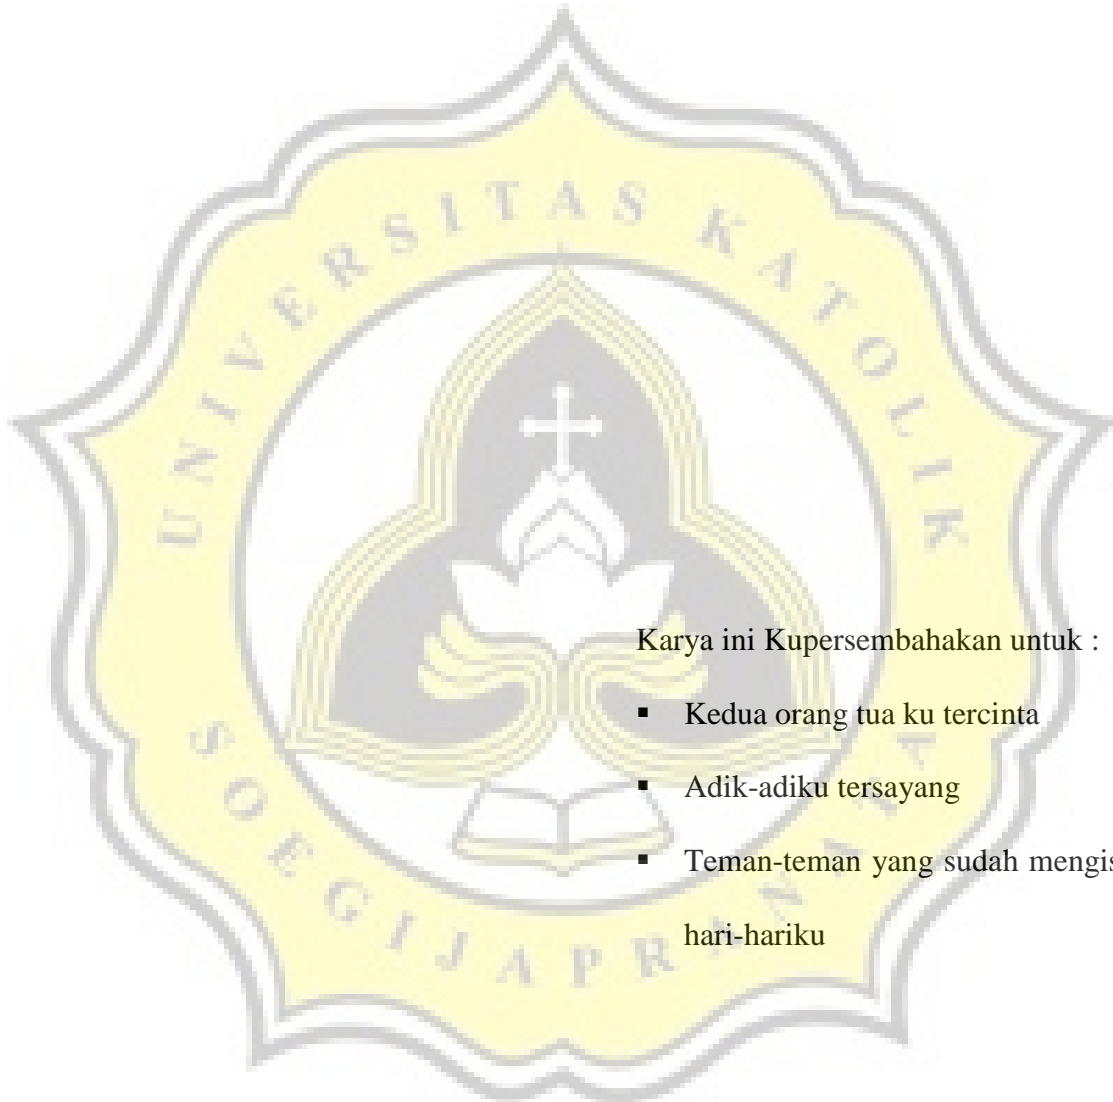 UNIVERSITAS KATOLIK
SOEGIJAPRANATA
Karya ini Kupersembahakan untuk :
▪ Kedua orang tua ku tercinta
▪ Adik-adiku tersayang
▪ Teman-teman yang sudah mengis
hari-hariku